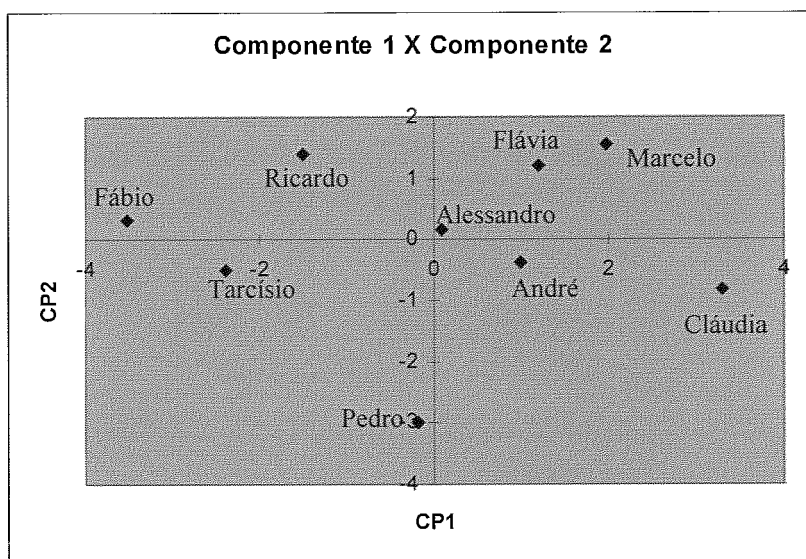 Componente 1 X Componente 2
2
Flávia
Marcelo
Ricardo
1
Fábio
Alessandro
0
-4
-2
0
2
4
Tarcísio
André
-1
Cláudia
CP2
-2
Pedro
-3
-4
CP1